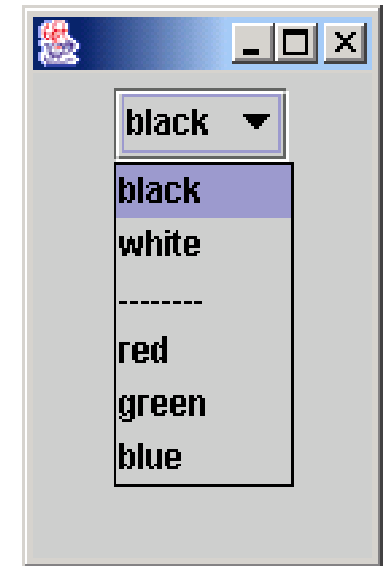 black
black
white
--------
red
green
blue